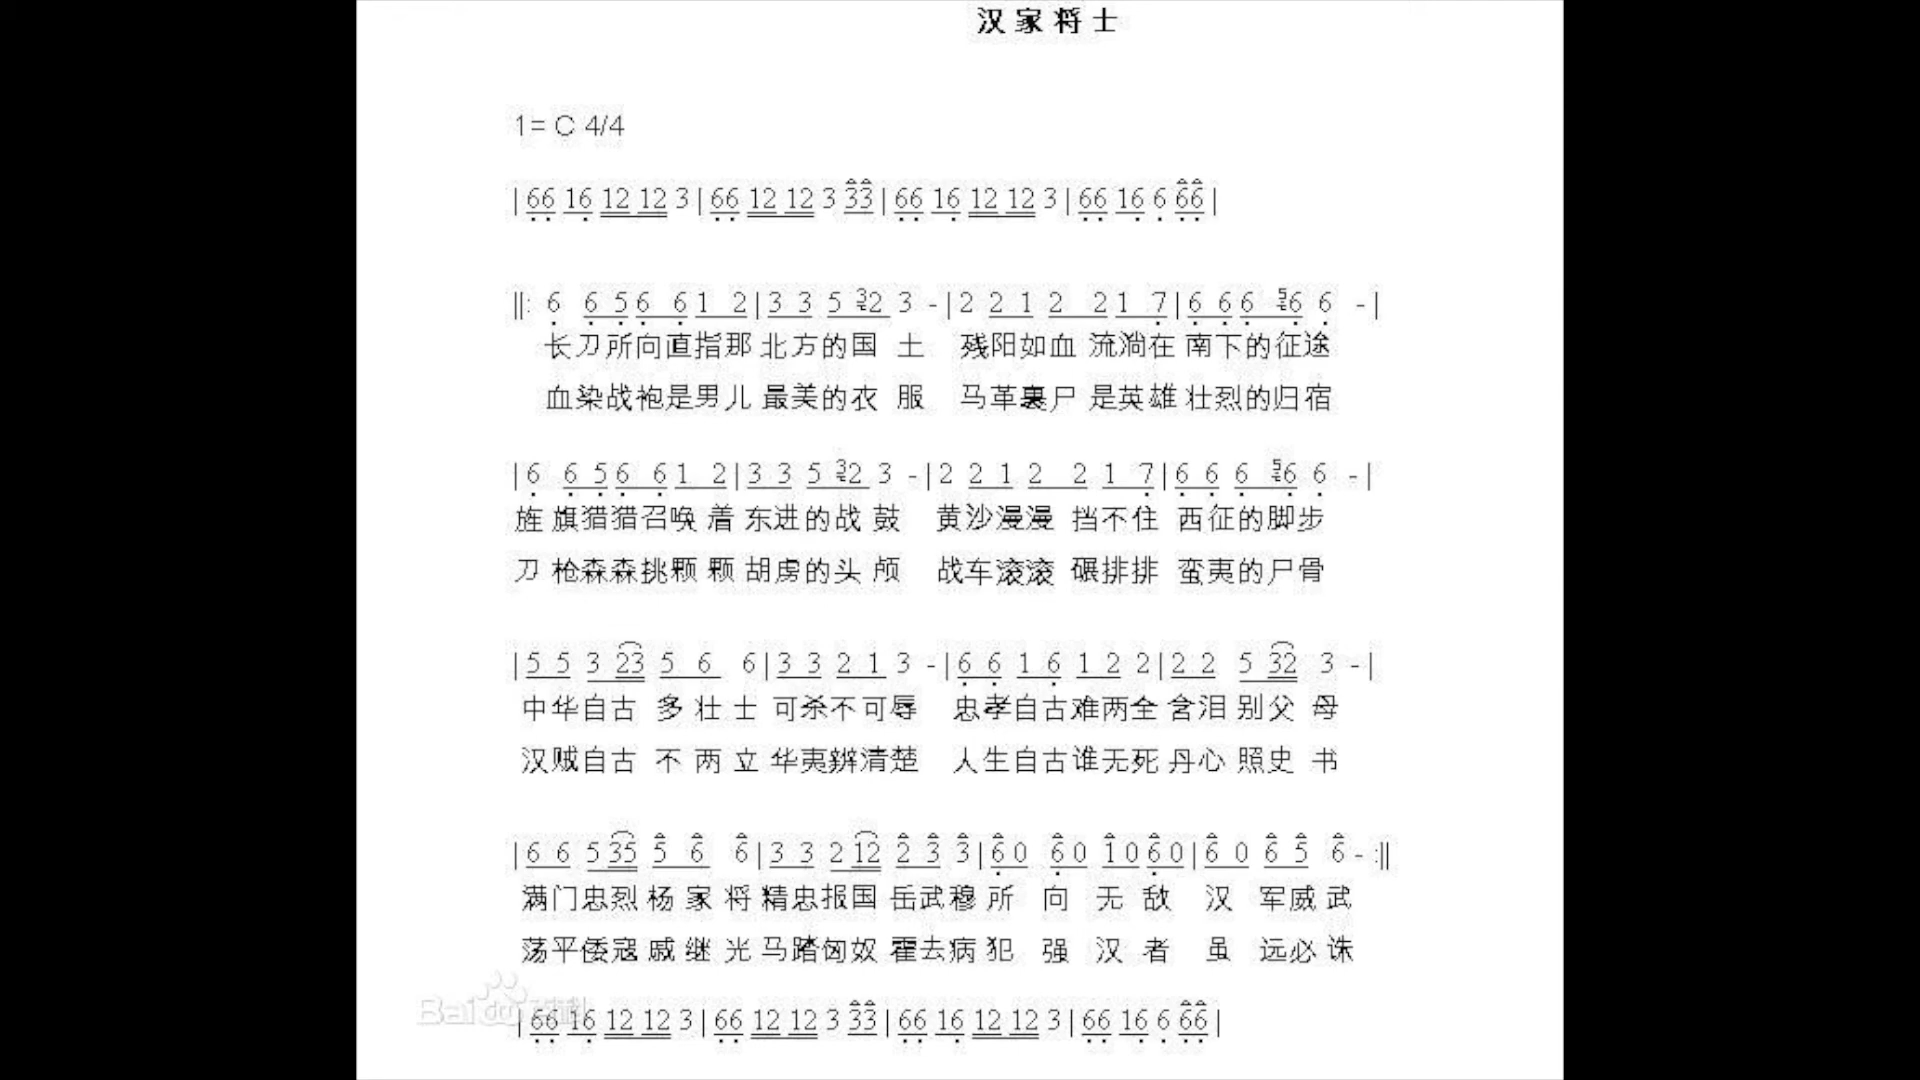 汉家将士
1= C 4/4
| 66 16 12 12 3 | 66 12 12 3 33 | 66 16 12 12 3 | 66 16 6 66 |
||: 6 6 5 6 6 1 2 | 3 3 5 32 3 - | 2 2 1 2 2 1 7 | 6 6 6 56 6 - |
长刀所向直指那 北方的国 土 残阳如血 流淌在 南下的征途
血染战袍是男儿 最美的衣 服 马革裹尸 是英雄 壮烈的归宿
| 6 6 5 6 6 1 2 | 3 3 5 32 3 - | 2 2 1 2 2 1 7 | 6 6 6 56 6 - |
旌 旗猎猎召唤 着 东进的战 鼓 黄沙漫漫 挡不住 西征的脚步
刀 枪森森挑颗 颗 胡虏的头 颅 战车滚滚 碾排排 蛮夷的尸骨
| 5 5 3 23 5 6 6 | 3 3 2 1 3 - | 6 6 1 6 1 2 2 | 2 2 5 32 3 - |
中华自古 多 壮 士 可杀不可辱 忠孝自古难两全 含泪 别父 母
汉贼自古 不 两 立 华夷辨清楚 人生自古谁无死 丹心 照史 书
| 6 6 5 35 5 6 6 | 3 3 2 12 2 3 3 | 6 0 6 0 1 0 6 0 | 6 0 6 5 6 - :||
满门忠烈 杨 家 将 精忠报国 岳武穆 所 向 无 敌 汉 军威 武
荡平倭寇 戚 继 光 马踏匈奴 霍去病 犯 强 汉 者 虽 远必 诛
| 66 16 12 12 3 | 66 12 12 3 33 | 66 16 12 12 3 | 66 16 6 66 |
Bai 百科